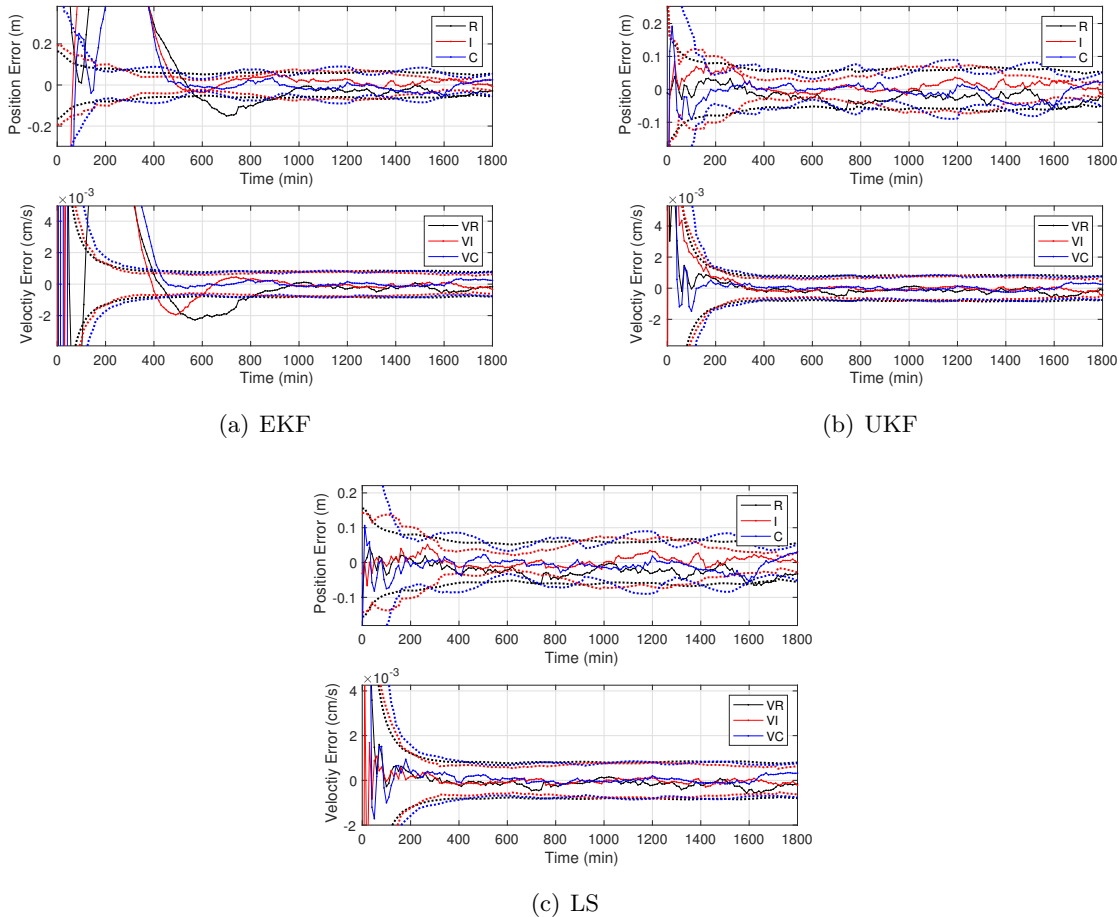 Position Error (m)
0.2
0
-0.2
R
I
C
0 200 400 600 800 1000 1200 1400 1600 1800
Time (min)
×10⁻³
Veloctiy Error (cm/s)
4
2
0
-2
VR
VI
VC
0 200 400 600 800 1000 1200 1400 1600 1800
Time (min)
(a) EKF
Position Error (m)
0.2
0.1
0
-0.1
R
I
C
0 200 400 600 800 1000 1200 1400 1600 1800
Time (min)
×10⁻³
Veloctiy Error (cm/s)
4
2
0
-2
VR
VI
VC
0 200 400 600 800 1000 1200 1400 1600 1800
Time (min)
(b) UKF
Position Error (m)
0.2
0.1
0
-0.1
R
I
C
0 200 400 600 800 1000 1200 1400 1600 1800
Time (min)
×10⁻³
Veloctiy Error (cm/s)
4
2
0
-2
VR
VI
VC
0 200 400 600 800 1000 1200 1400 1600 1800
Time (min)
(c) LS